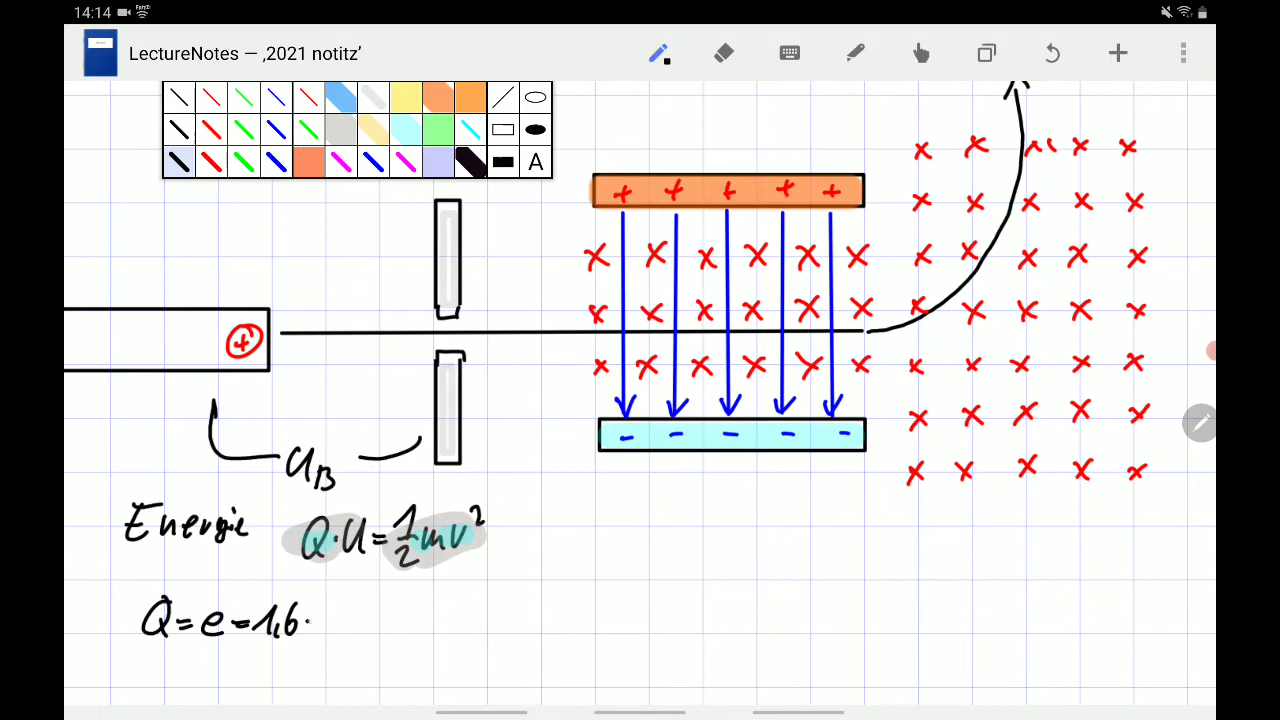 14:14
LectureNotes — ‚2021 notitz’
A
+ + + + +
+
- - - - -
U_B
Energie Q·U = 1/2 mv²
Q = e = 1,6·